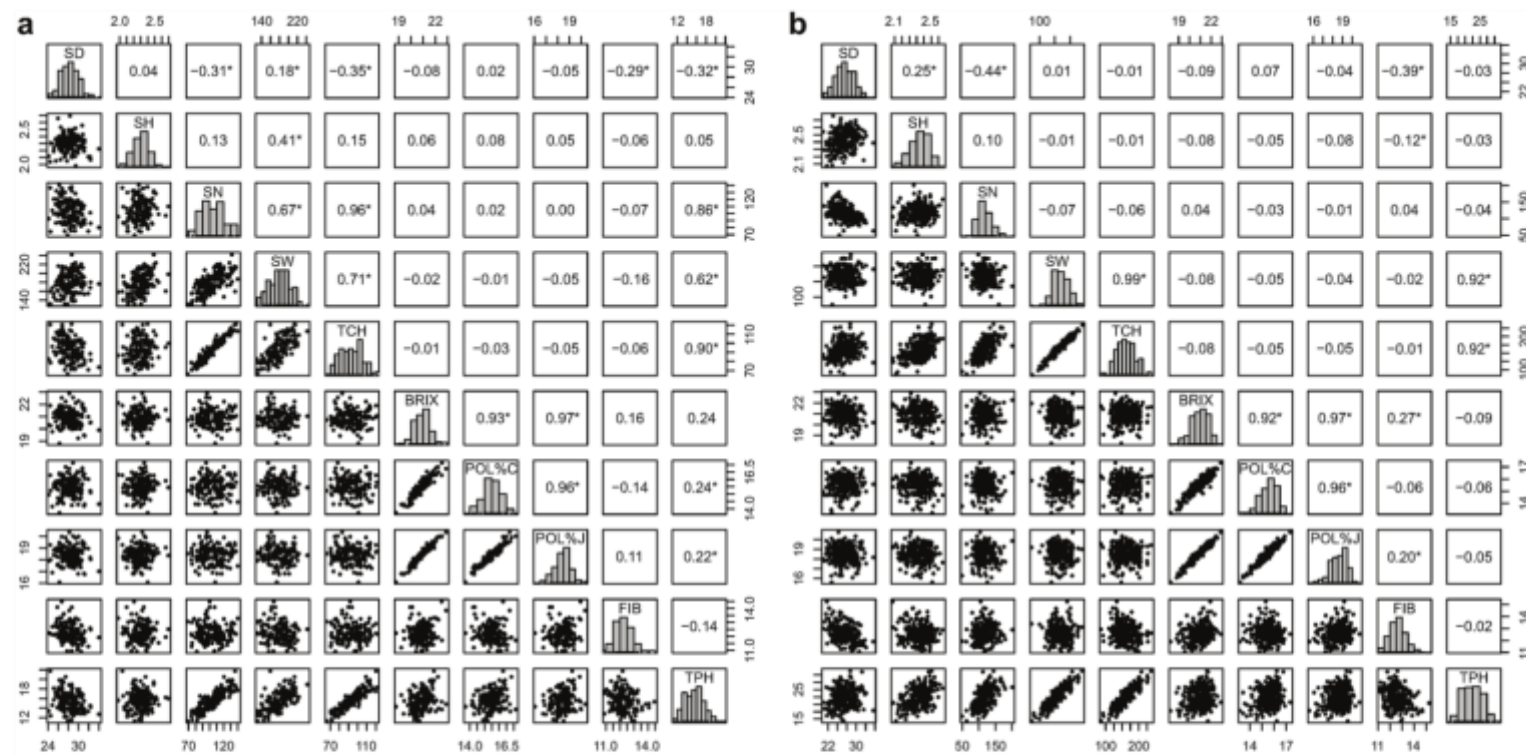 a
2.0 2.5 140 220 19 22 16 19 12 18
SD 0.04 −0.31* 0.18* −0.35* −0.08 0.02 −0.05 −0.29* −0.32* 24 30
2.0 2.5 SH 0.13 0.41* 0.15 0.06 0.08 0.05 −0.06 0.05
SN 0.67* 0.96* 0.04 0.02 0.00 −0.07 0.86* 70 120
140 220 SW 0.71* −0.02 −0.01 −0.05 −0.16 0.62*
TCH −0.01 −0.03 −0.05 −0.06 0.90* 70 110
19 22 BRIX 0.93* 0.97* 0.16 0.24
POL%C 0.96* −0.14 0.24* 14.0 16.5
16 19 POL%J 0.11 0.22*
FIB −0.14 11.0 14.0
12 18 TPH
24 30 70 120 70 110 14.0 16.5 11.0 14.0
b
2.1 2.5 100 19 22 16 19 15 25
SD 0.25* −0.44* 0.01 −0.01 −0.09 0.07 −0.04 −0.39* −0.03 22 30
2.1 2.5 SH 0.10 −0.01 −0.01 −0.08 −0.05 −0.08 −0.12* −0.03
SN −0.07 −0.06 0.04 −0.03 −0.01 0.04 −0.04 50 150
100 SW 0.99* −0.08 −0.05 −0.04 −0.02 0.92*
TCH −0.08 −0.05 −0.05 −0.01 0.92* 100 200
19 22 BRIX 0.92* 0.97* 0.27* −0.09
POL%C 0.96* −0.06 −0.06 14 17
16 19 POL%J 0.20* −0.05
FIB −0.02 11 14
15 25 TPH
22 30 50 150 100 200 14 17 11 14